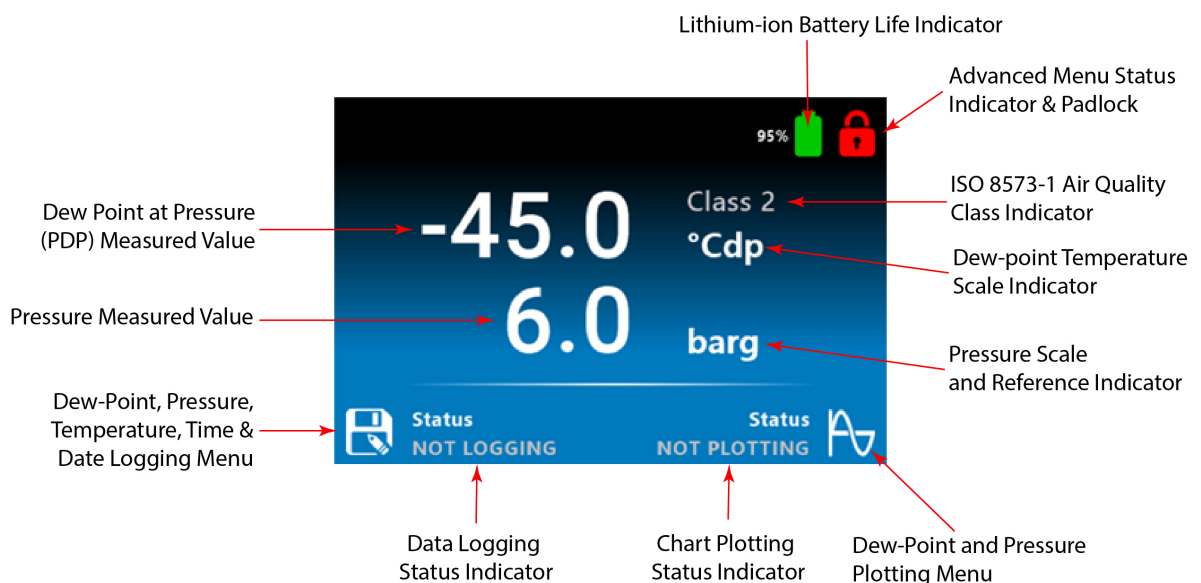 Lithium-ion Battery Life Indicator
Advanced Menu Status
Indicator & Padlock
95%
ISO 8573-1 Air Quality
Class Indicator
Class 2
Dew Point at Pressure
(PDP) Measured Value
-45.0
°Cdp
Dew-point Temperature
Scale Indicator
Pressure Measured Value
6.0
barg
Pressure Scale
and Reference Indicator
Dew-Point, Pressure,
Temperature, Time &
Date Logging Menu
Status
NOT LOGGING
Status
NOT PLOTTING
Data Logging
Status Indicator
Chart Plotting
Status Indicator
Dew-Point and Pressure
Plotting Menu